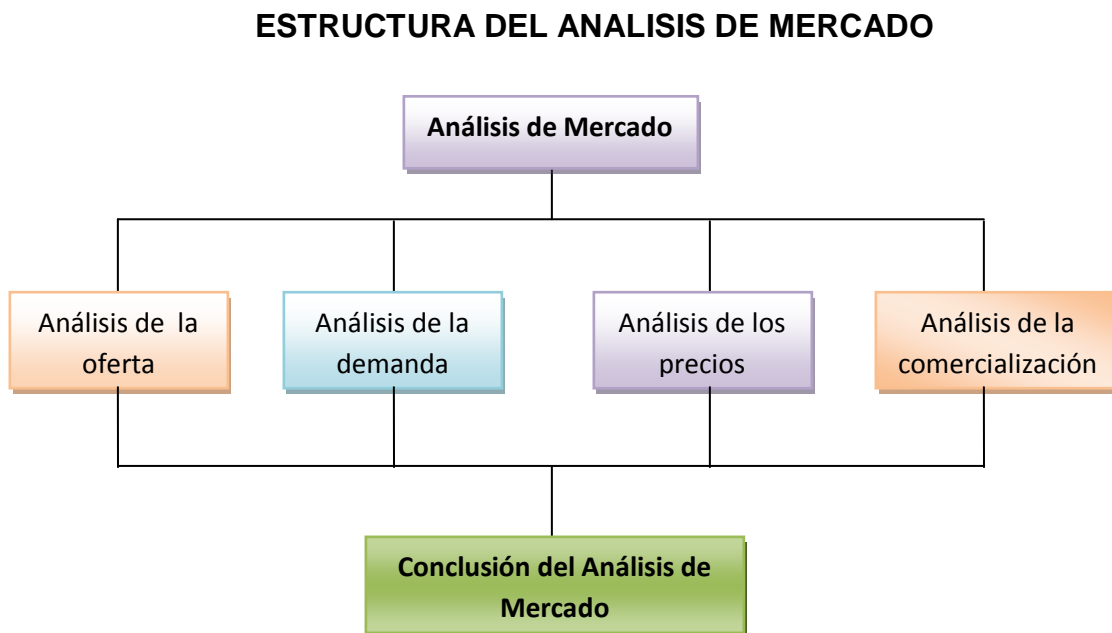 ESTRUCTURA DEL ANALISIS DE MERCADO
Análisis de Mercado
Análisis de la
oferta
Análisis de la
demanda
Análisis de los
precios
Análisis de la
comercialización
Conclusión del Análisis de
Mercado